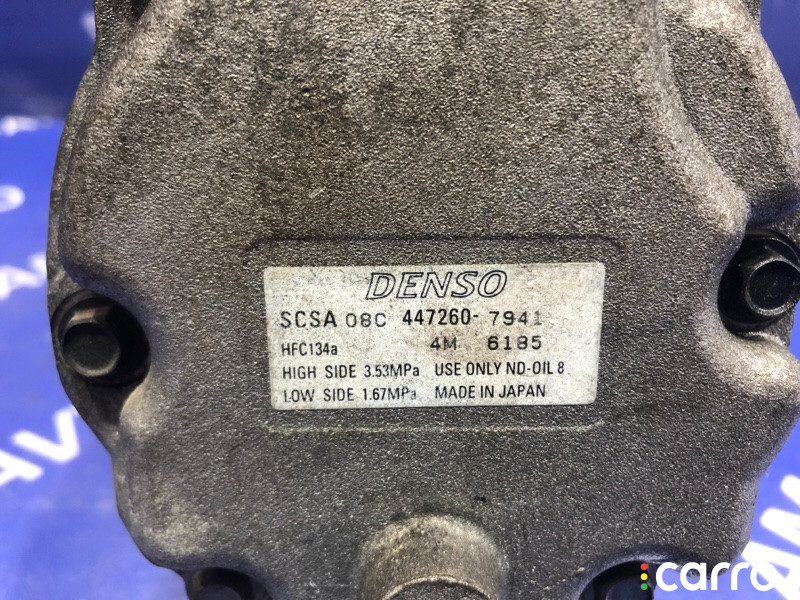 DENSO
SCSA 08C 447260-7941
HFC134a 4M 6185
HIGH SIDE 3.53MPa USE ONLY ND-OIL 8
LOW SIDE 1.67MPa MADE IN JAPAN
carro